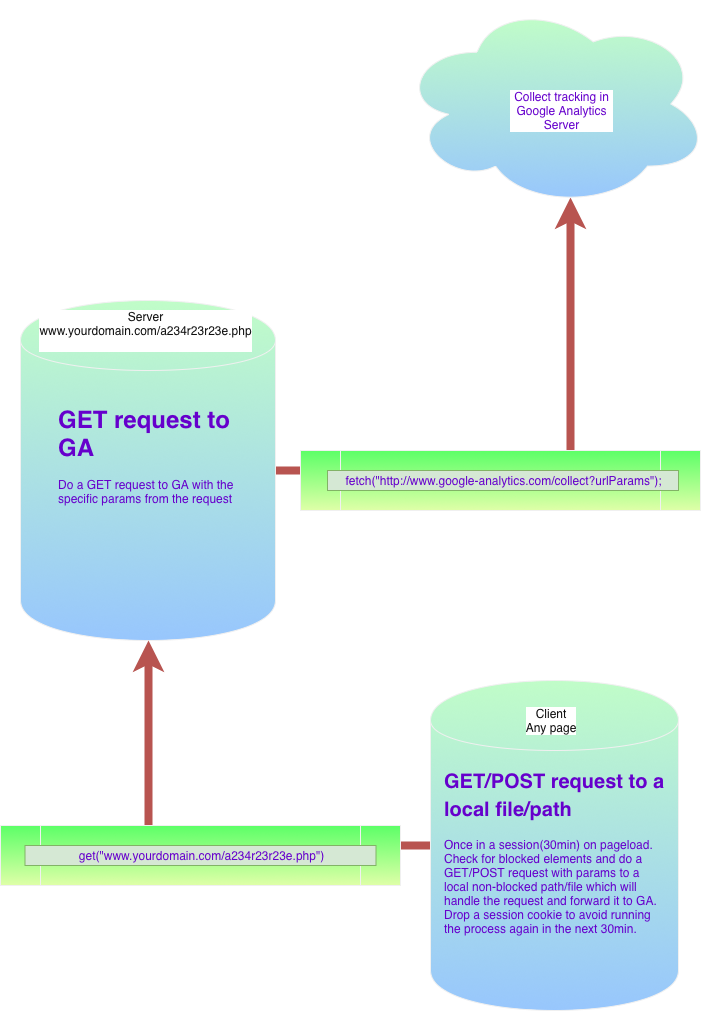 Collect tracking in
Google Analytics
Server
Server
www.yourdomain.com/a234r23r23e.php
GET request to
GA
Do a GET request to GA with the
specific params from the request
fetch("http://www.google-analytics.com/collect?urlParams");
Client
Any page
GET/POST request to a
local file/path
Once in a session(30min) on pageload.
Check for blocked elements and do a
GET/POST request with params to a
local non-blocked path/file which will
handle the request and forward it to GA.
Drop a session cookie to avoid running
the process again in the next 30min.
get("www.yourdomain.com/a234r23r23e.php")